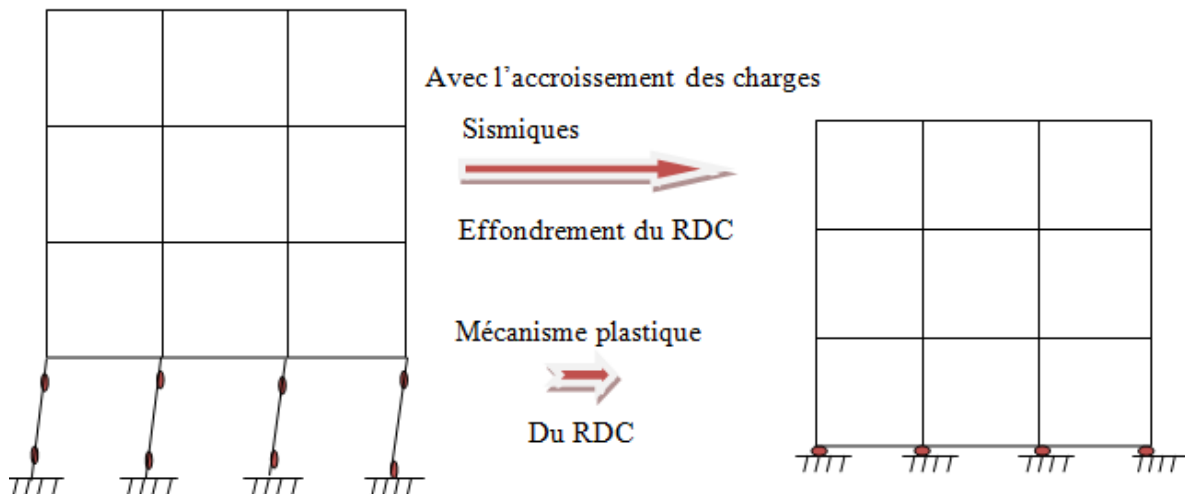 Avec l'accroissement des charges
Sismiques
Effondrement du RDC
Mécanisme plastique
Du RDC